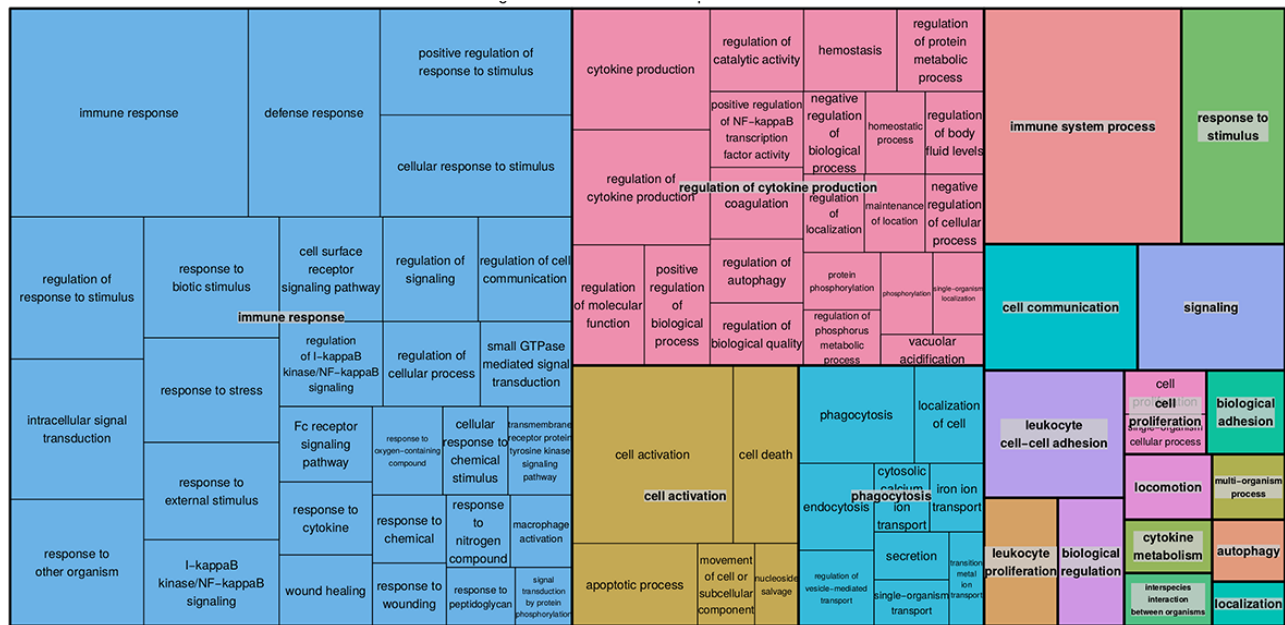 immune response
defense response
positive regulation of
response to stimulus
cellular response to stimulus
regulation of
response to stimulus
response to
biotic stimulus
cell surface
receptor
signaling pathway
regulation of
signaling
regulation of cell
communication
immune response
intracellular signal
transduction
response to stress
regulation
of I−kappaB
kinase/NF−kappaB
signaling
regulation of
cellular process
small GTPase
mediated signal
transduction
response to
other organism
response to
external stimulus
I−kappaB
kinase/NF−kappaB
signaling
Fc receptor
signaling
pathway
response to
oxygen−containing
compound
cellular
response to
chemical
stimulus
transmembrane
receptor protein
tyrosine kinase
signaling
pathway
response to
cytokine
response to
chemical
response
to
nitrogen
compound
macrophage
activation
wound healing
response to
wounding
response to
peptidoglycan
signal
transduction
by protein
phosphorylation
cytokine production
regulation of
catalytic activity
hemostasis
regulation
of protein
metabolic
process
positive regulation
of NF−kappaB
transcription
factor activity
negative
regulation
of
biological
process
homeostatic
process
regulation
of body
fluid levels
regulation of
cytokine production
regulation of cytokine production
coagulation
regulation
of
localization
maintenance
of location
negative
regulation
of cellular
process
regulation
of molecular
function
positive
regulation
of
biological
process
regulation of
autophagy
regulation of
biological quality
protein
phosphorylation
phosphorylation
single−organism
localization
regulation of
phosphorus
metabolic
process
vacuolar
acidification
cell activation
cell death
cell activation
apoptotic process
movement
of cell or
subcellular
component
nucleoside
salvage
phagocytosis
localization
of cell
phagocytosis
endocytosis
cytosolic
calcium
ion
transport
iron ion
transport
regulation of
vesicle−mediated
transport
secretion
single−organism
transport
transition
metal
ion
transport
immune system process
response to
stimulus
cell communication
signaling
leukocyte
cell−cell adhesion
cell
proliferation
cell
proliferation
single−organism
cellular process
biological
adhesion
locomotion
multi−organism
process
leukocyte
proliferation
biological
regulation
cytokine
metabolism
autophagy
interspecies
interaction
between organisms
localization